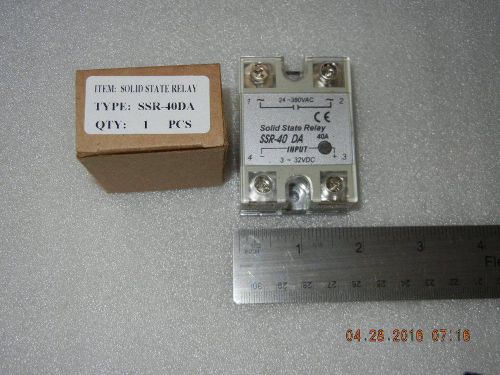 ITEM: SOLID STATE RELAY
TYPE: SSR-40DA
QTY: 1 PCS
24~380VAC
1 2
CE
Solid State Relay
SSR-40 DA 40A
4 INPUT 3
3 ~ 32VDC
1 2 3 4
04.28.2016 07:16